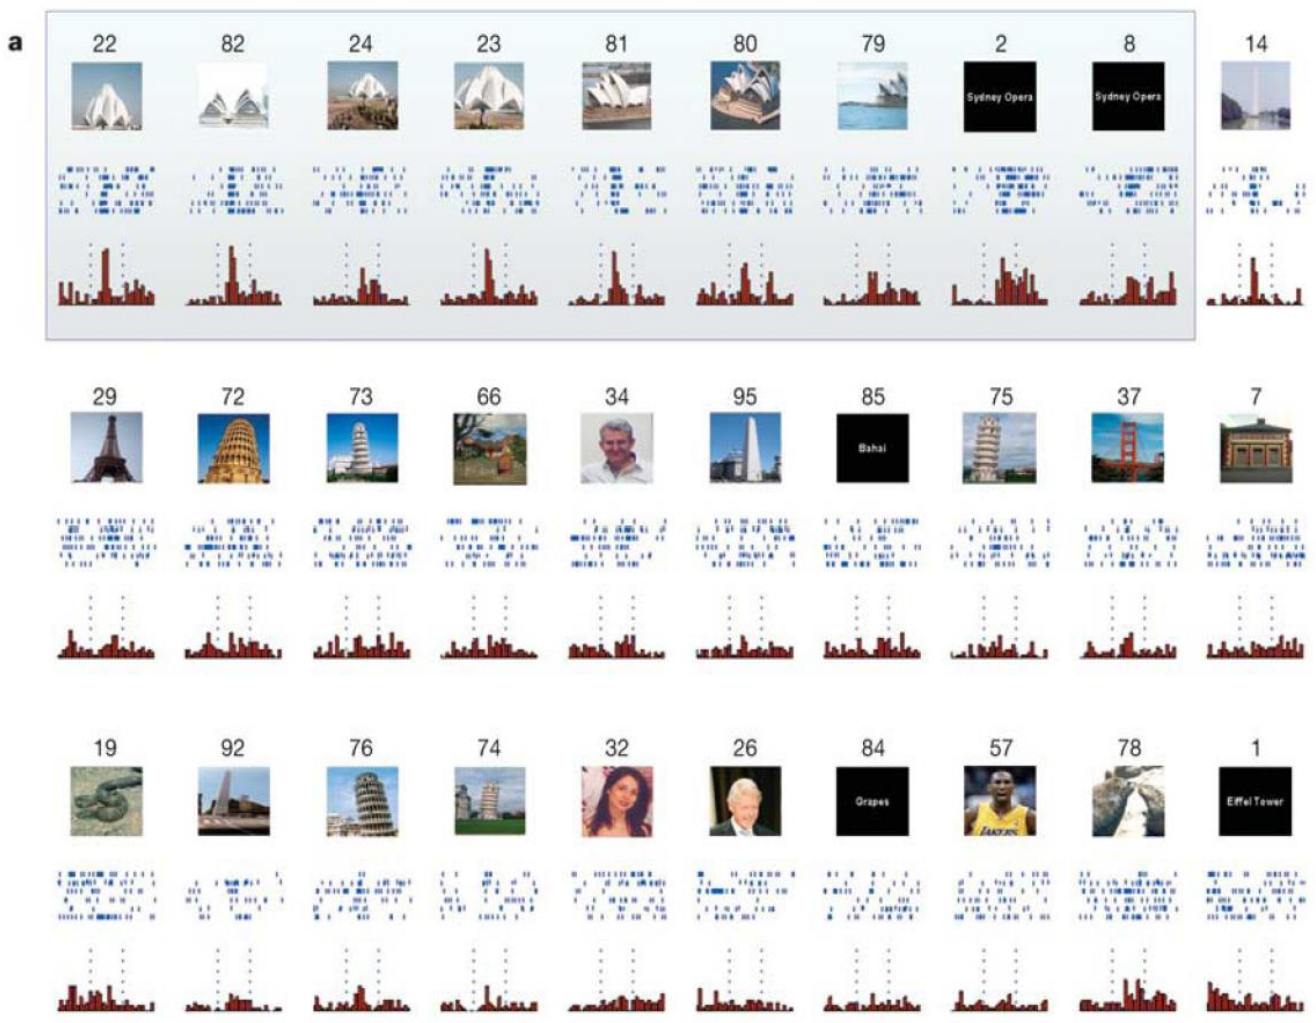 a
22 82 24 23 81 80 79 2 8 14
Sydney Opera Sydney Opera
29 72 73 66 34 95 85 75 37 7
Bahai
19 92 76 74 32 26 84 57 78 1
Grapes LAKERS Eiffel Tower